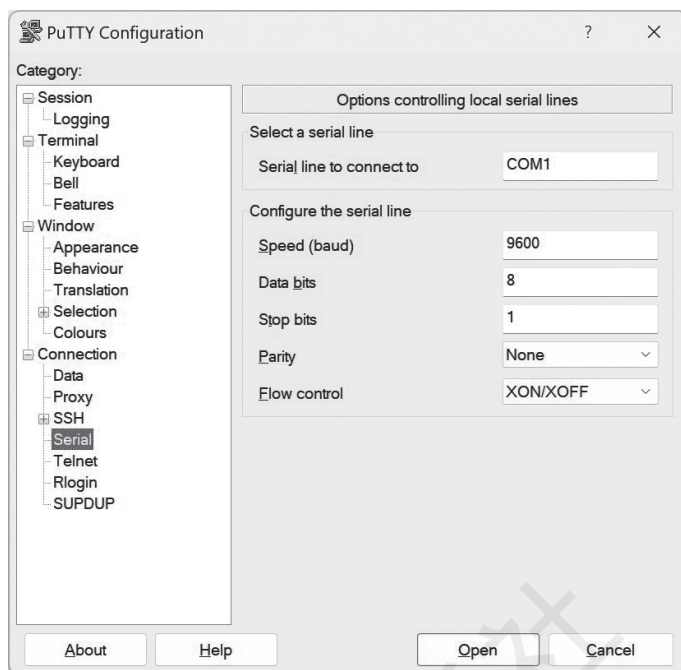 PuTTY Configuration
?
Category:
Session
Logging
Terminal
Keyboard
Bell
Features
Window
Appearance
Behaviour
Translation
Selection
Colours
Connection
Data
Proxy
SSH
Serial
Telnet
Rlogin
SUPDUP
Options controlling local serial lines
Select a serial line
Serial line to connect to COM1
Configure the serial line
Speed (baud) 9600
Data bits 8
Stop bits 1
Parity None
Flow control XON/XOFF
About Help Open Cancel
社